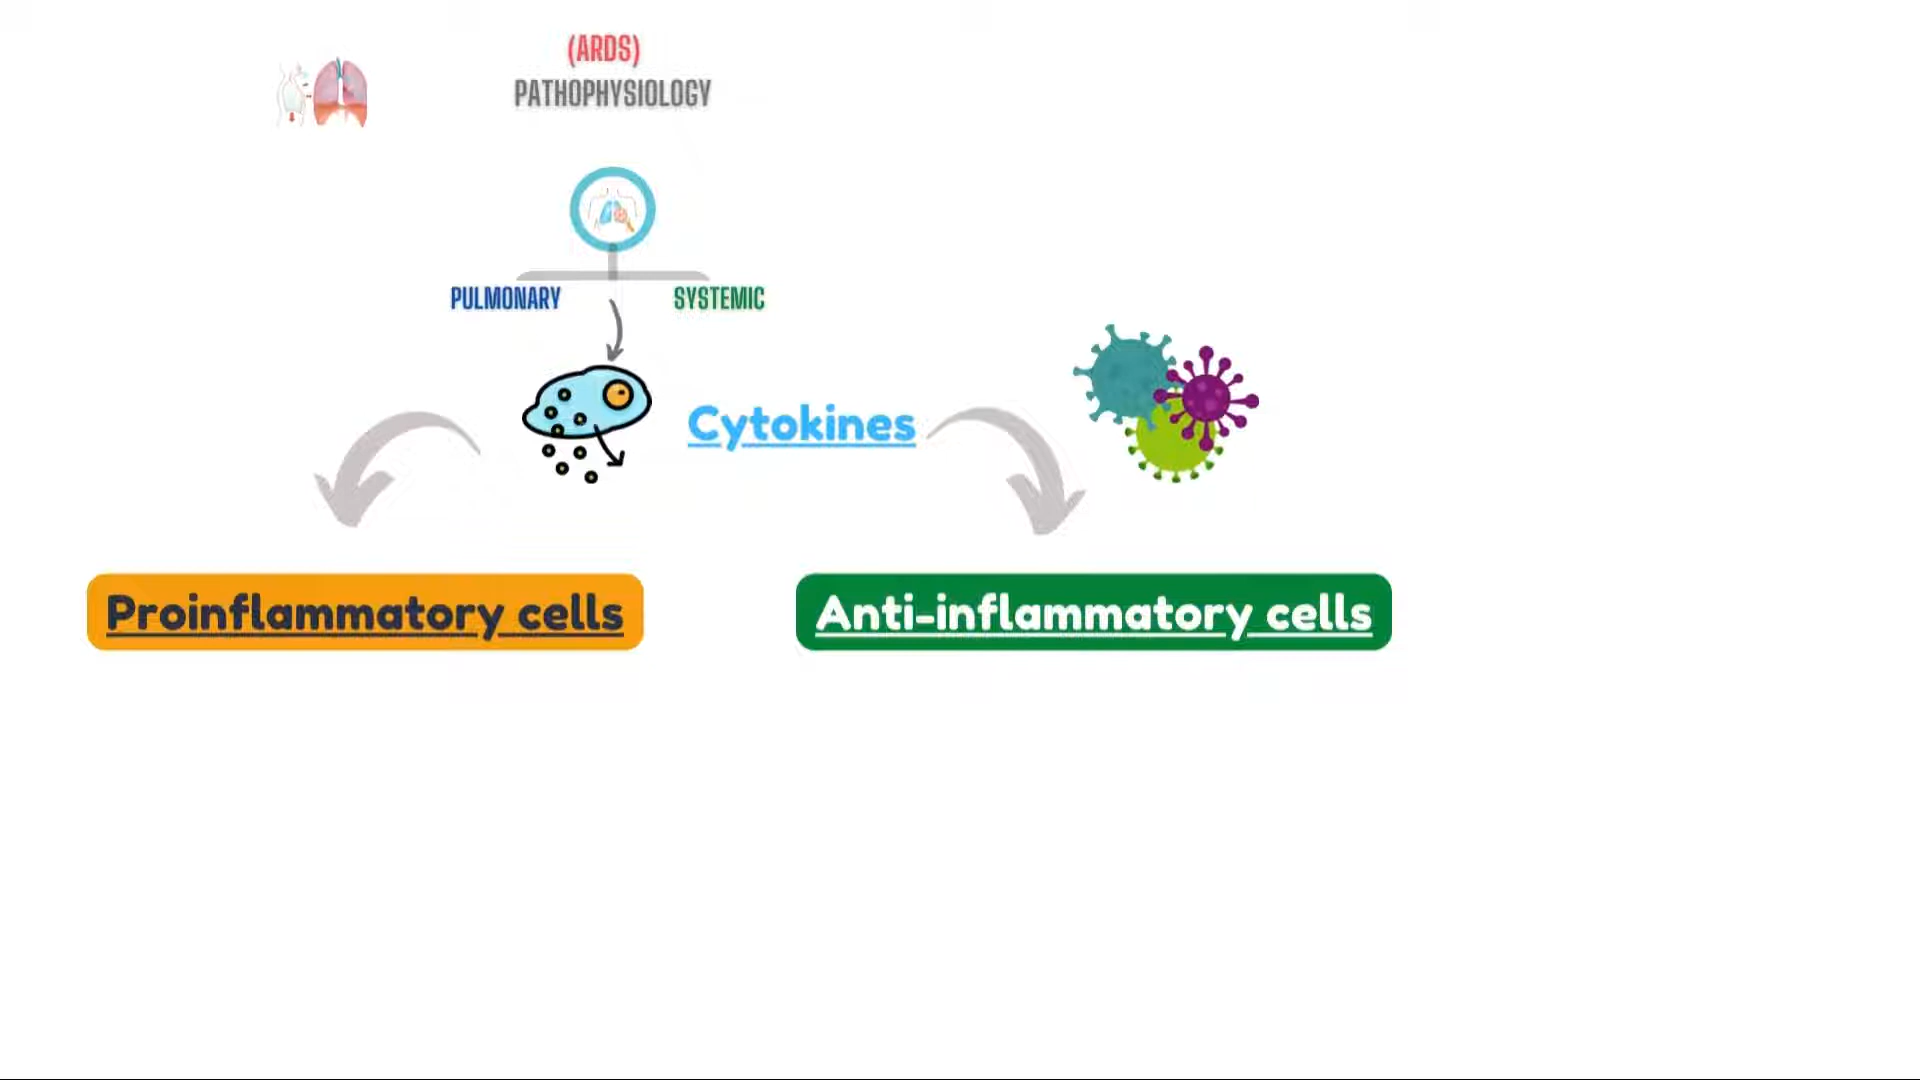 (ARDS)
PATHOPHYSIOLOGY
PULMONARY
SYSTEMIC
Cytokines
Proinflammatory cells
Anti-inflammatory cells